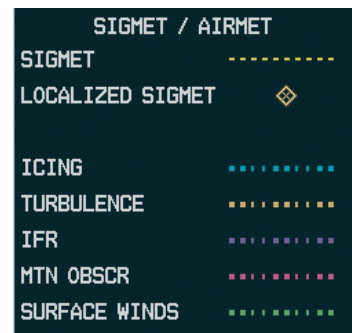 SIGMET / AIRMET
SIGMET
LOCALIZED SIGMET
ICING
TURBULENCE
IFR
MTN OBSCR
SURFACE WINDS